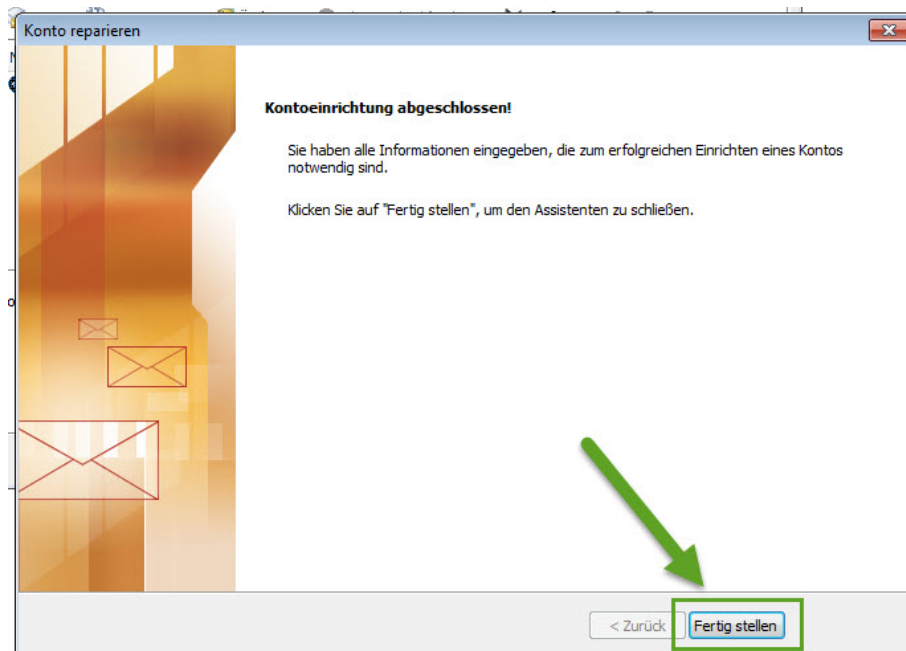 Konto reparieren
Kontoeinrichtung abgeschlossen!
Sie haben alle Informationen eingegeben, die zum erfolgreichen Einrichten eines Kontos
notwendig sind.
Klicken Sie auf "Fertig stellen", um den Assistenten zu schließen.
< Zurück
Fertig stellen